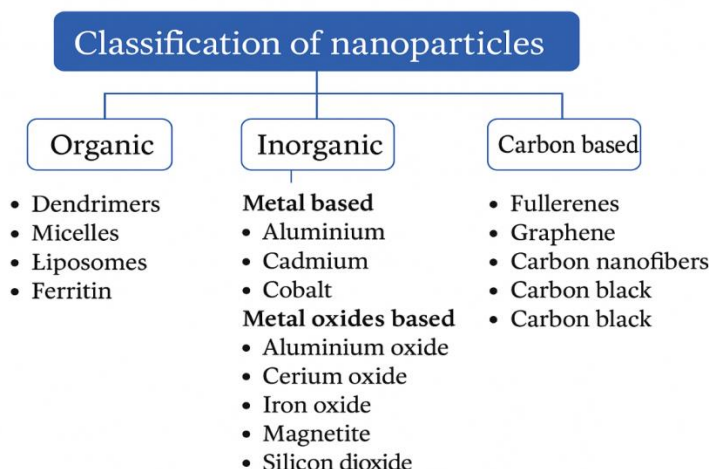 Classification of nanoparticles
Organic
• Dendrimers
• Micelles
• Łiposomes
• Ferritin
Inorganic
Metal based
• Aluminium
• Cadmium
• Cobalt
Metal oxides based
• Aluminium oxide
• Cerium oxide
• Iron oxide
• Magnetite
• Silicon dioxide
Carbon based
• Fullerenes
• Graphene
• Carbon nanofibers
• Carbon black
• Carbon black